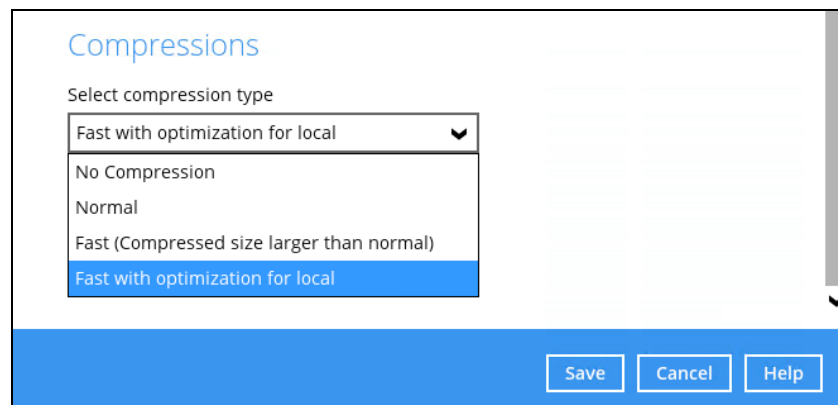 Compressions
Select compression type
Fast with optimization for local
No Compression
Normal
Fast (Compressed size larger than normal)
Fast with optimization for local
Save Cancel Help